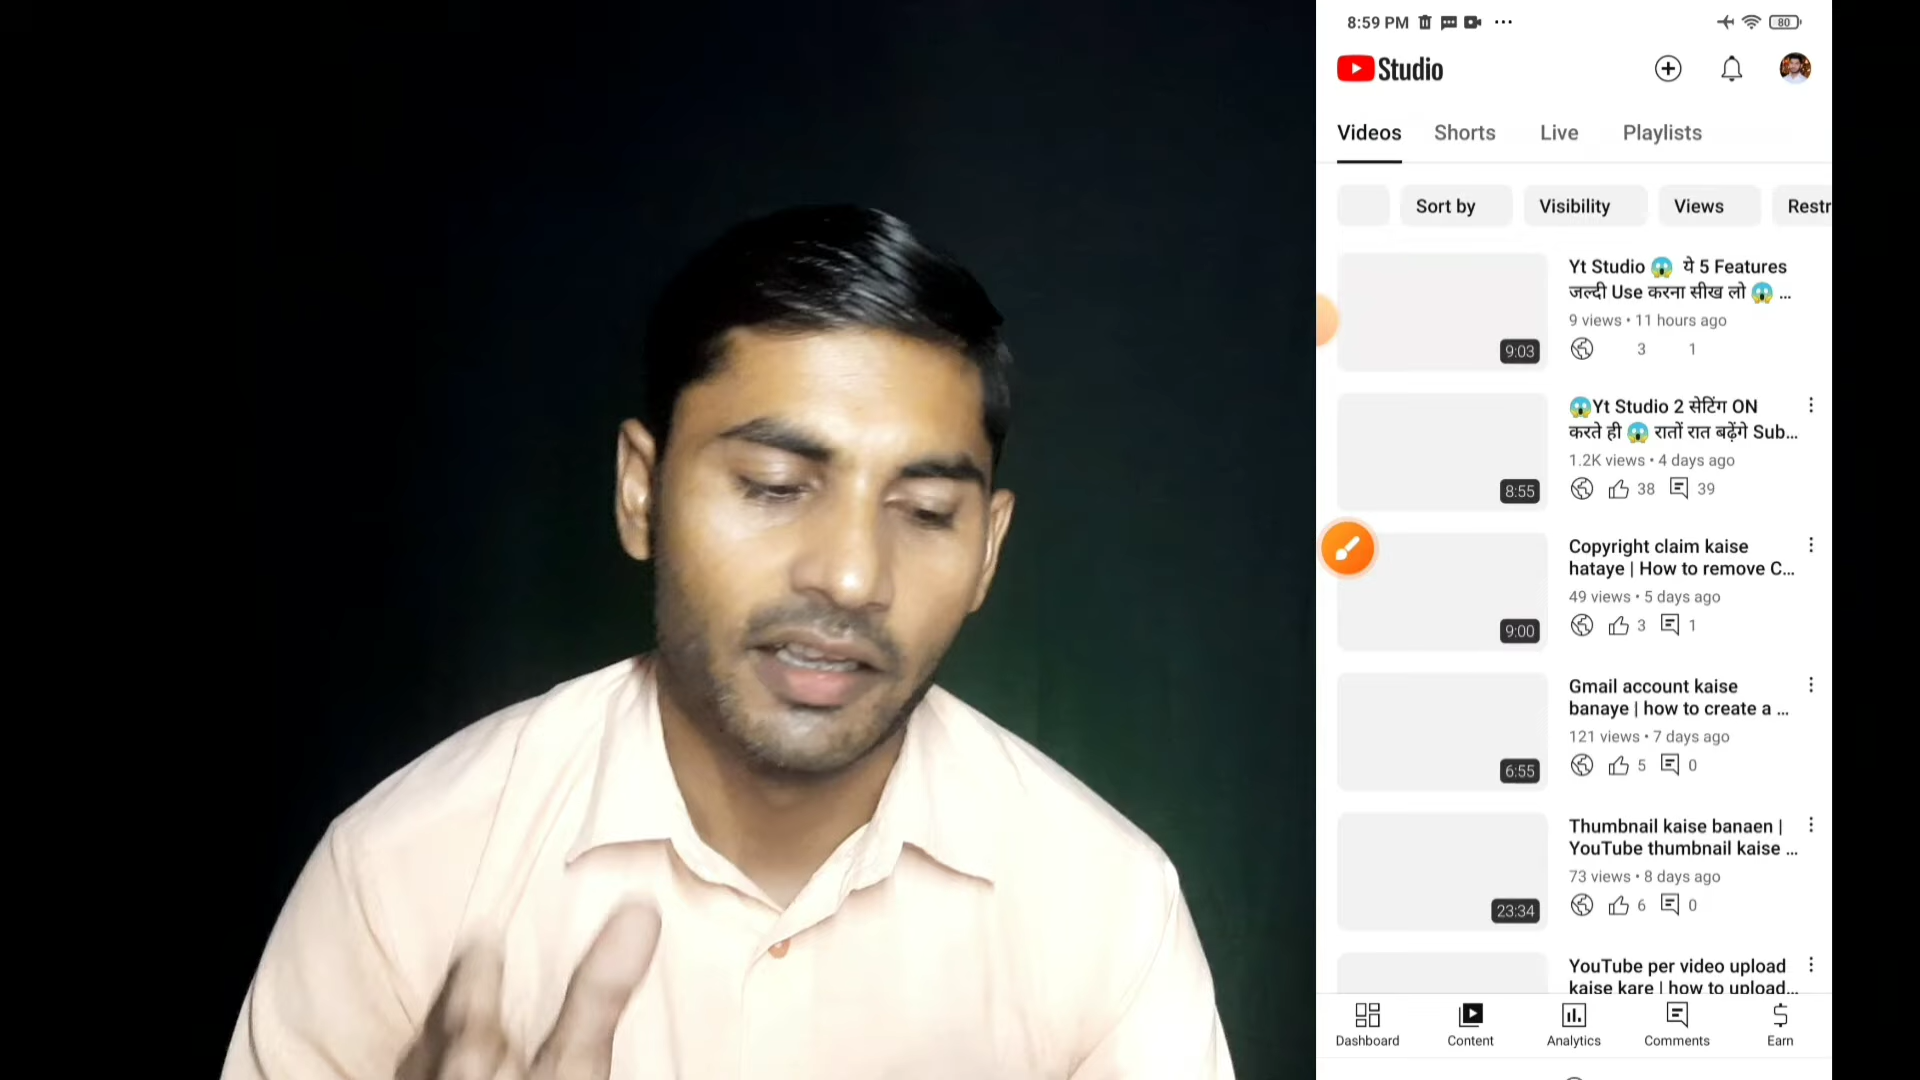 8:59 PM
80
Studio
Videos Shorts Live Playlists
Sort by Visibility Views Restr
Yt Studio 😱 ये 5 Features
जल्दी Use करना सीख लो 😱 ...
9 views • 11 hours ago
3 1
9:03
😱Yt Studio 2 सेटिंग ON
करते ही 😱 रातों रात बढ़ेंगे Sub...
1.2K views • 4 days ago
38 39
8:55
Copyright claim kaise
hataye | How to remove C...
49 views • 5 days ago
3 1
9:00
Gmail account kaise
banaye | how to create a ...
121 views • 7 days ago
5 0
6:55
Thumbnail kaise banaen |
YouTube thumbnail kaise ...
73 views • 8 days ago
6 0
23:34
YouTube per video upload
kaise kare | how to upload...
Dashboard Content Analytics Comments Earn